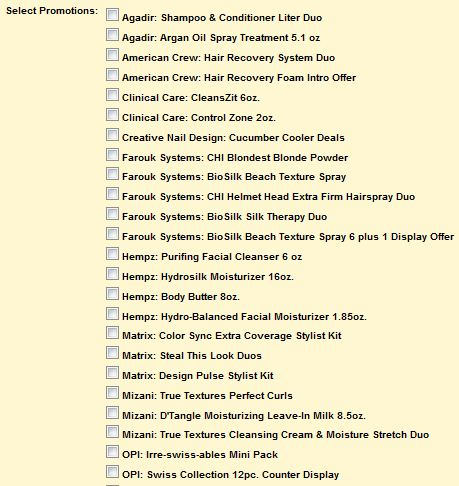 Select Promotions:
Agadir: Shampoo & Conditioner Liter Duo
Agadir: Argan Oil Spray Treatment 5.1 oz
American Crew: Hair Recovery System Duo
American Crew: Hair Recovery Foam Intro Offer
Clinical Care: CleansZit 6oz.
Clinical Care: Control Zone 2oz.
Creative Nail Design: Cucumber Cooler Deals
Farouk Systems: CHI Blondest Blonde Powder
Farouk Systems: BioSilk Beach Texture Spray
Farouk Systems: CHI Helmet Head Extra Firm Hairspray Duo
Farouk Systems: BioSilk Silk Therapy Duo
Farouk Systems: BioSilk Beach Texture Spray 6 plus 1 Display Offer
Hempz: Purifing Facial Cleanser 6 oz
Hempz: Hydrosilk Moisturizer 16oz.
Hempz: Body Butter 8oz.
Hempz: Hydro-Balanced Facial Moisturizer 1.85oz.
Matrix: Color Sync Extra Coverage Stylist Kit
Matrix: Steal This Look Duos
Matrix: Design Pulse Stylist Kit
Mizani: True Textures Perfect Curls
Mizani: D'Tangle Moisturizing Leave-In Milk 8.5oz.
Mizani: True Textures Cleansing Cream & Moisture Stretch Duo
OPI: Irre-swiss-ables Mini Pack
OPI: Swiss Collection 12pc. Counter Display